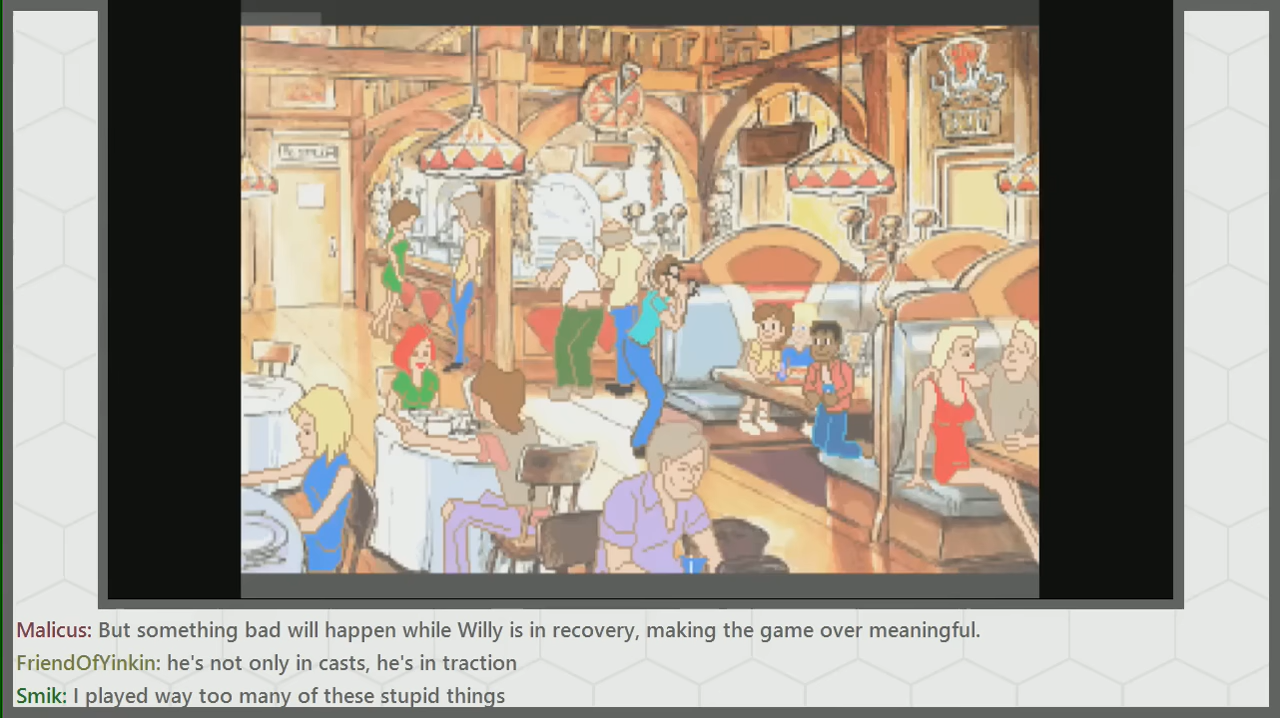 Malicus: But something bad will happen while Willy is in recovery, making the game over meaningful.
FriendOfYinkin: he's not only in casts, he's in traction
Smik: I played way too many of these stupid things